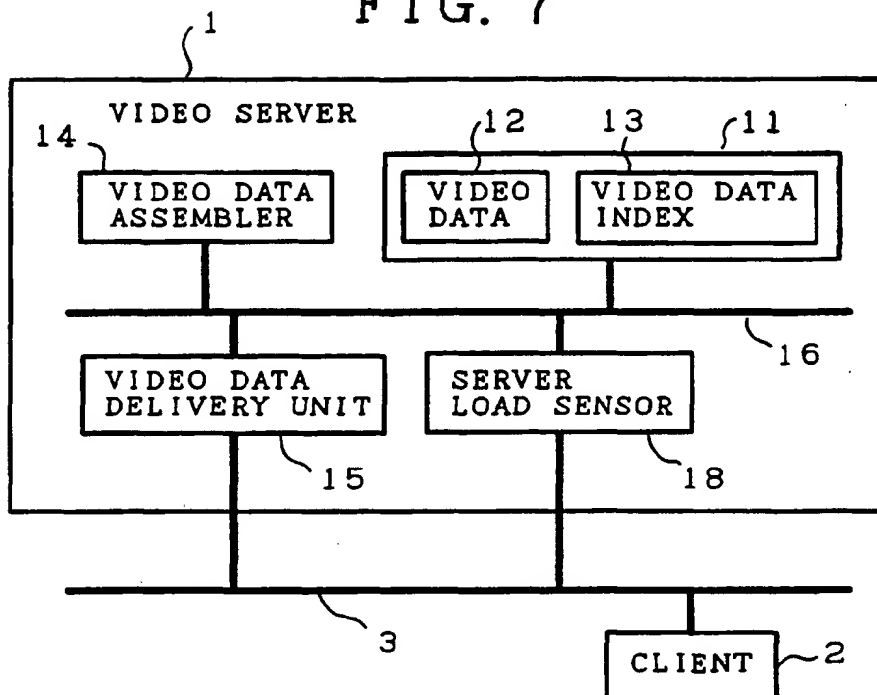 FIG. 7
1
VIDEO SERVER
14
12
13
11
VIDEO DATA
ASSEMBLER
VIDEO
DATA
VIDEO DATA
INDEX
16
VIDEO DATA
DELIVERY UNIT
SERVER
LOAD SENSOR
15
18
3
CLIENT
2